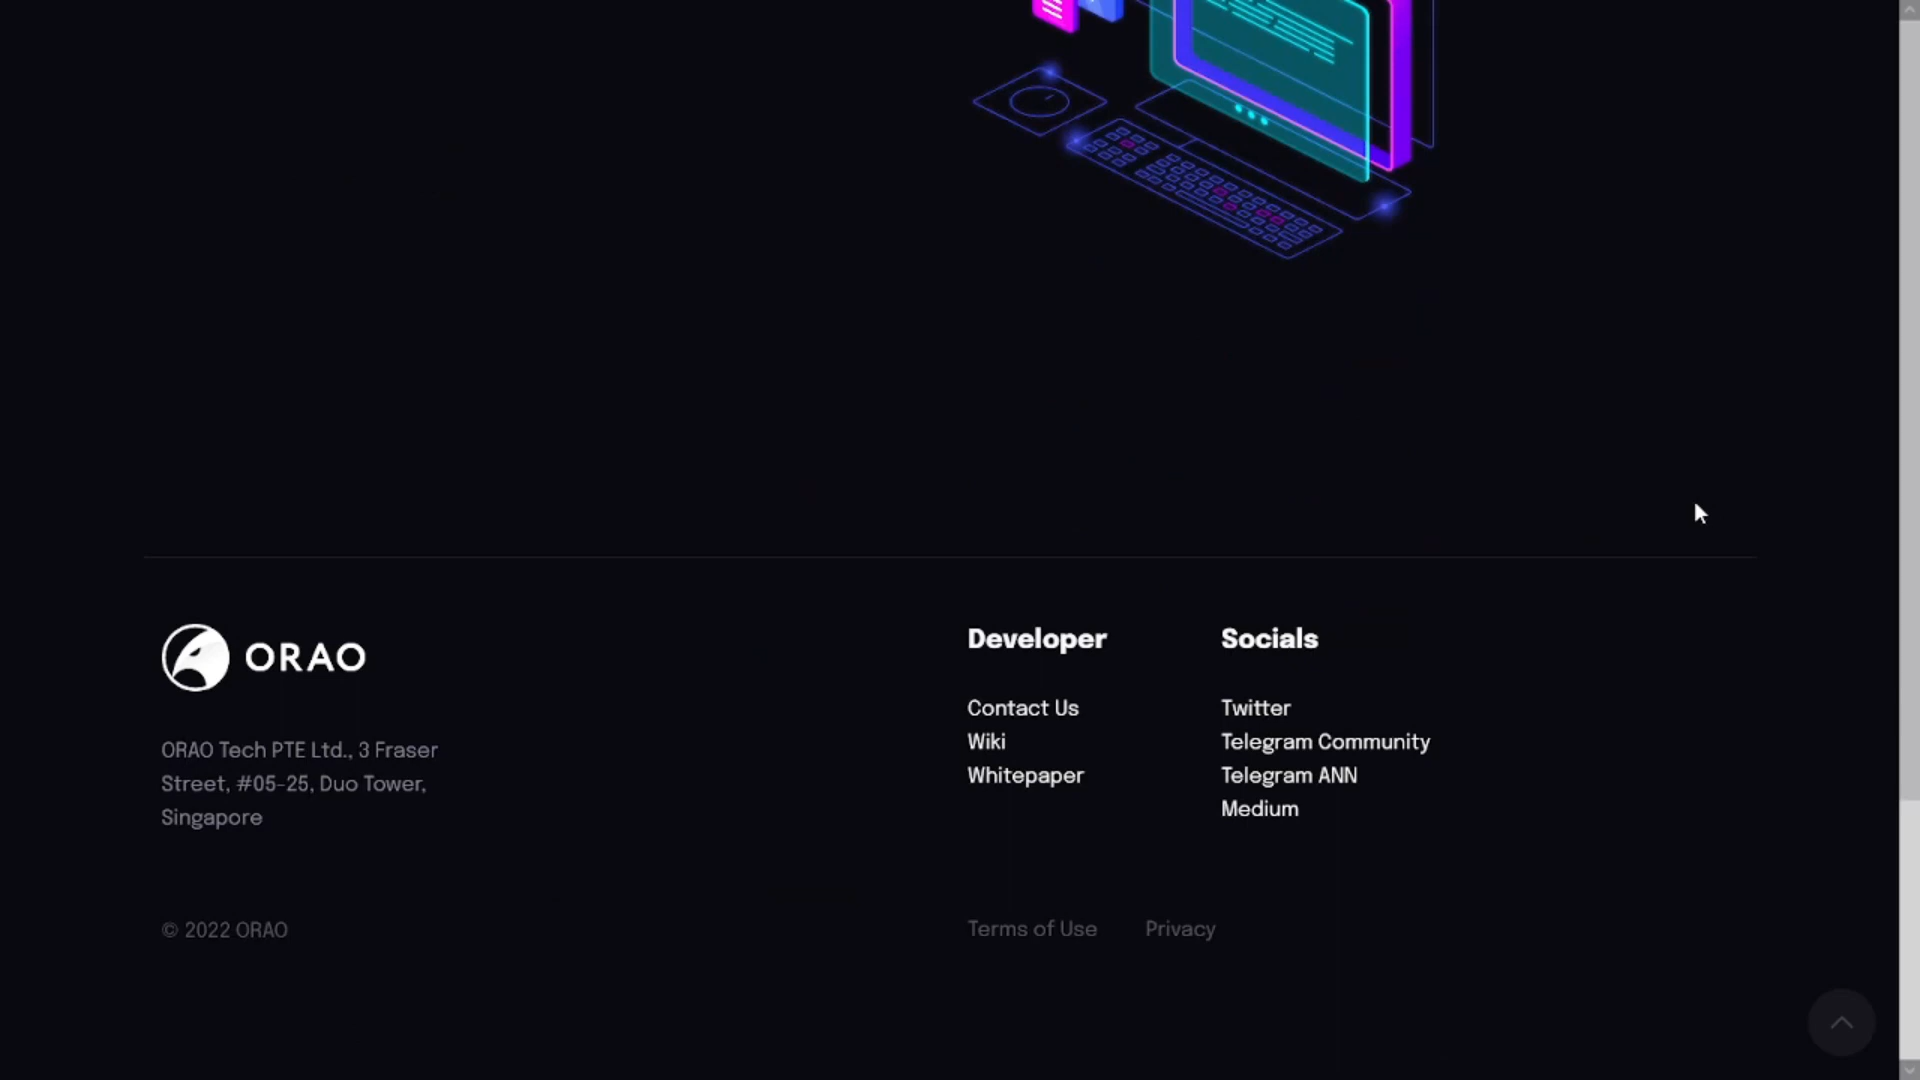 ORAO
ORAO Tech PTE Ltd., 3 Fraser
Street, #05-25, Duo Tower,
Singapore
© 2022 ORAO
Developer
Contact Us
Wiki
Whitepaper
Socials
Twitter
Telegram Community
Telegram ANN
Medium
Terms of Use
Privacy